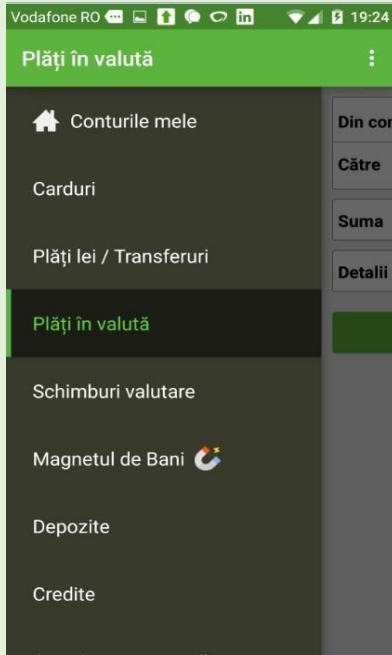 Vodafone RO in 19:24
Plăți în valută
Conturile mele
Din con
Carduri
Către
Plăți lei / Transferuri
Suma
Detalii
Plăți în valută
Schimburi valutare
Magnetul de Bani
Depozite
Credite